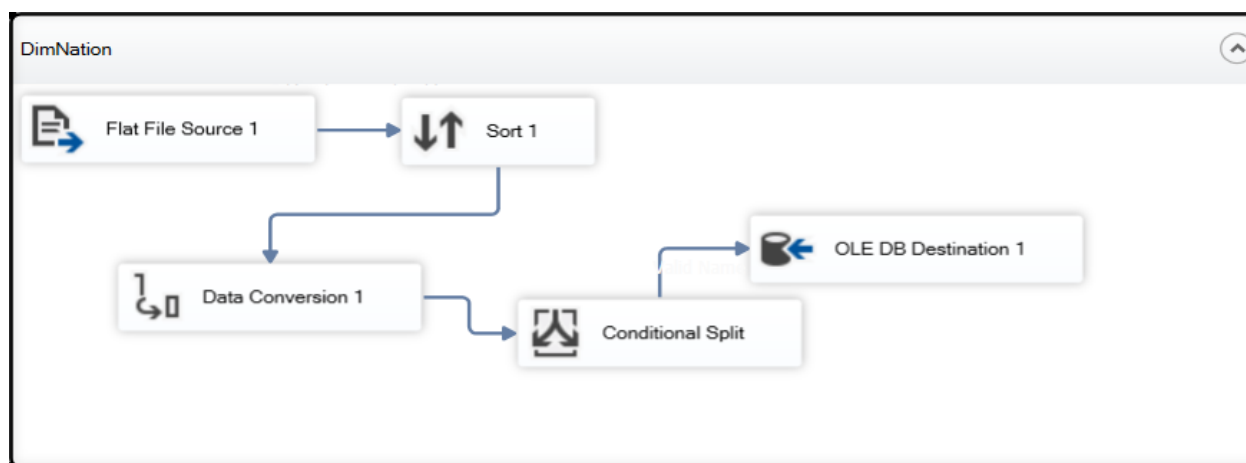 DimNation
Flat File Source 1
Sort 1
Data Conversion 1
Conditional Split
OLE DB Destination 1